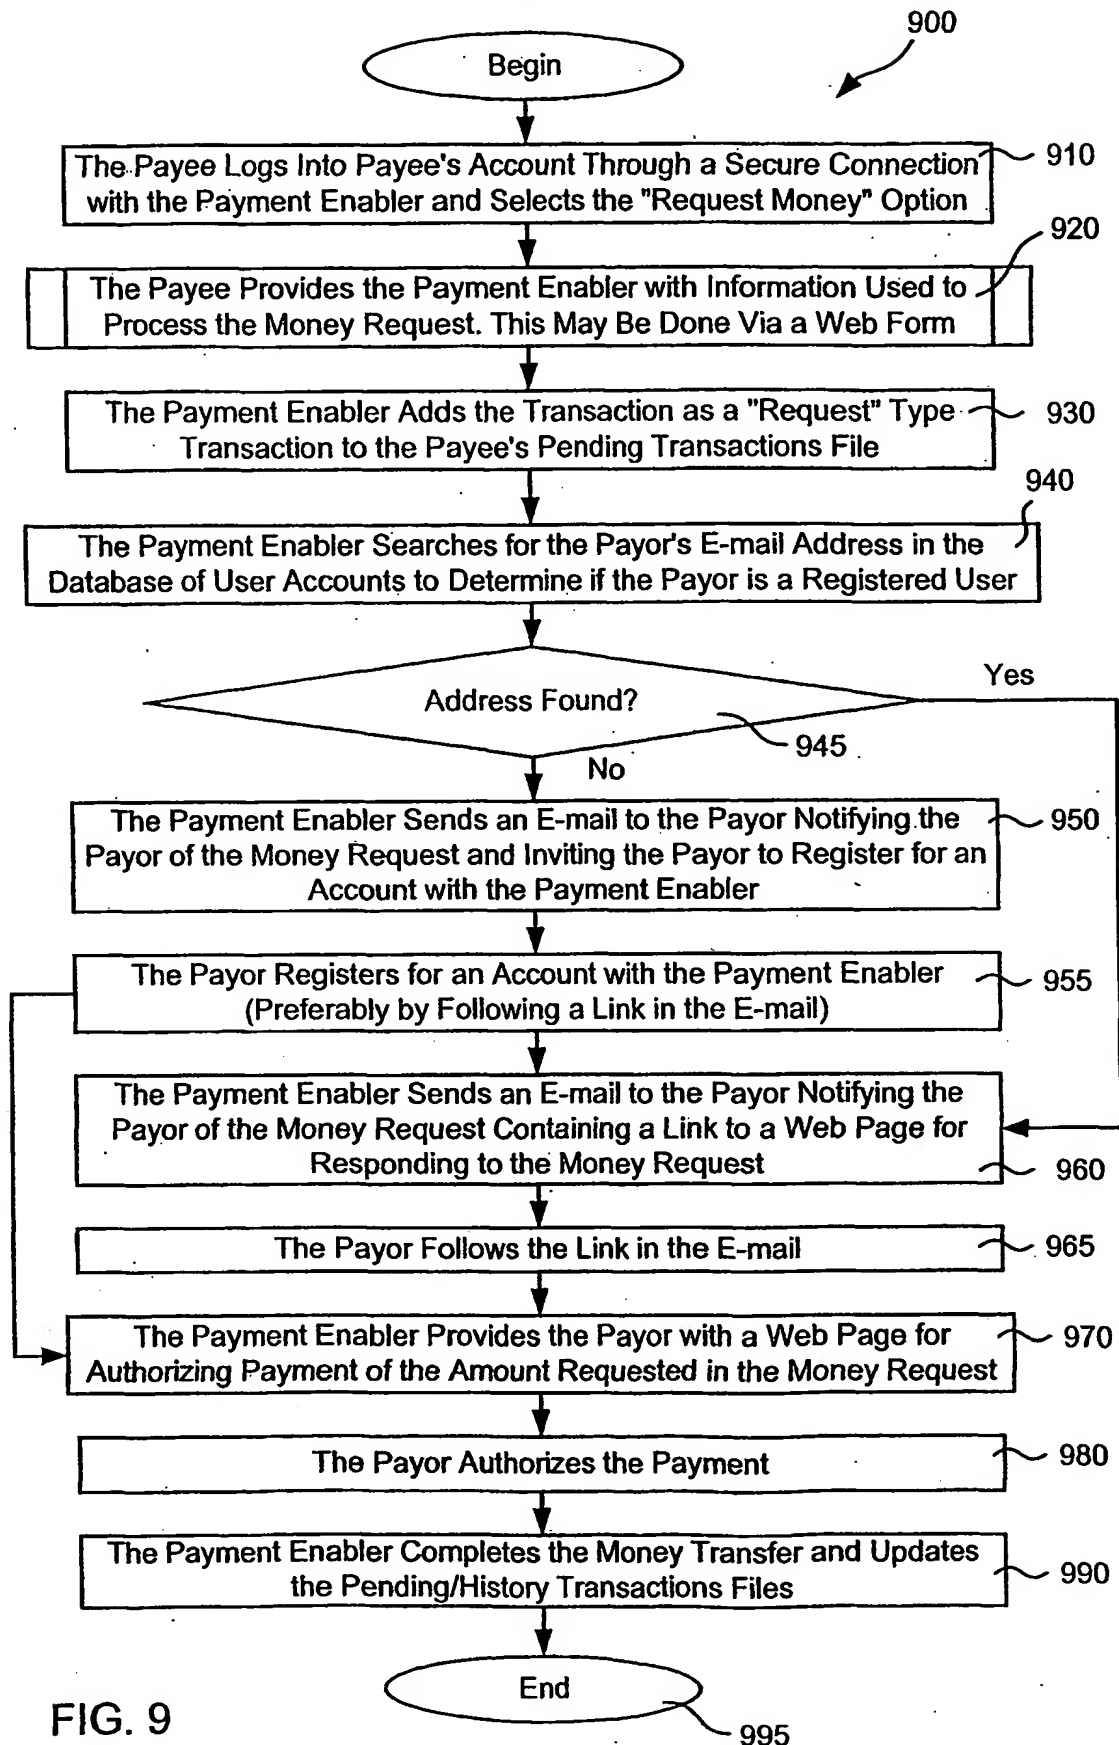 900
Begin
The Payee Logs Into Payee's Account Through a Secure Connection
with the Payment Enabler and Selects the "Request Money" Option
910
920
The Payee Provides the Payment Enabler with Information Used to
Process the Money Request. This May Be Done Via a Web Form
The Payment Enabler Adds the Transaction as a "Request" Type
Transaction to the Payee's Pending Transactions File
930
940
The Payment Enabler Searches for the Payor's E-mail Address in the
Database of User Accounts to Determine if the Payor is a Registered User
Yes
Address Found?
945
No
The Payment Enabler Sends an E-mail to the Payor Notifying the
Payor of the Money Request and Inviting the Payor to Register for an
Account with the Payment Enabler
950
The Payor Registers for an Account with the Payment Enabler
(Preferably by Following a Link in the E-mail)
955
The Payment Enabler Sends an E-mail to the Payor Notifying the
Payor of the Money Request Containing a Link to a Web Page for
Responding to the Money Request
960
The Payor Follows the Link in the E-mail
965
The Payment Enabler Provides the Payor with a Web Page for
Authorizing Payment of the Amount Requested in the Money Request
970
The Payor Authorizes the Payment
980
The Payment Enabler Completes the Money Transfer and Updates
the Pending/History Transactions Files
990
End
995
FIG. 9